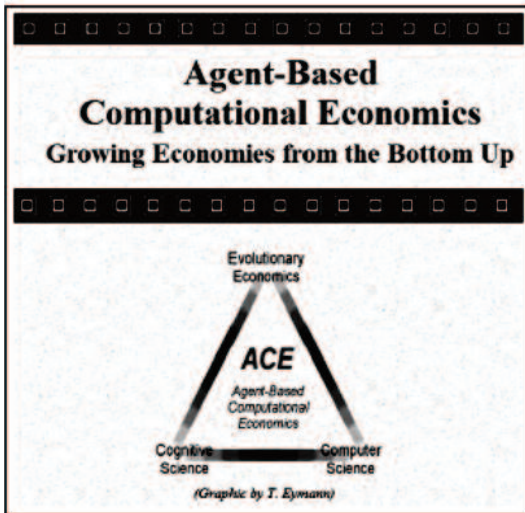 Agent-Based
Computational Economics
Growing Economies from the Bottom Up
Evolutionary
Economics
ACE
Agent-Based
Computational
Economics
Cognitive
Science
Computer
Science
(Graphic by T. Eymann)